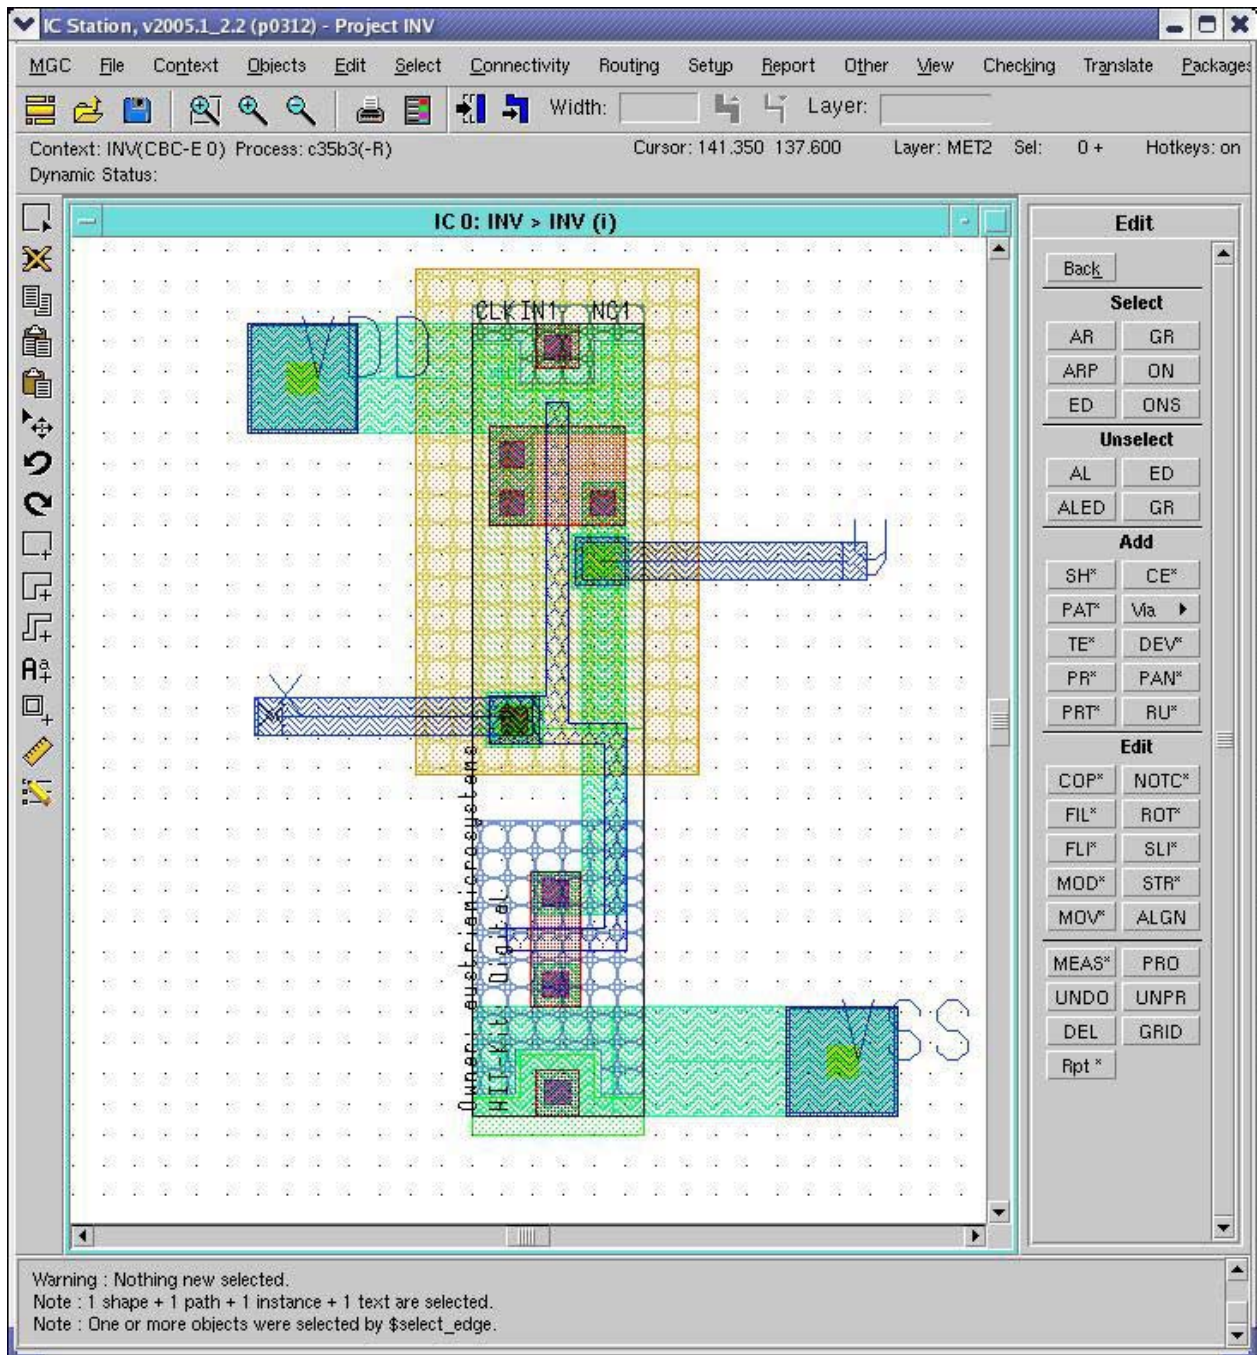 IC Station, v2005.1_2.2 (p0312) - Project INV
MGC File Context Objects Edit Select Connectivity Routing Setup Report Other View Checking Translate Packages
Width: Layer:
Context: INV(CBC-E 0) Process: c35b3(-R) Cursor: 141.350 137.600 Layer: MET2 Sel: 0 + Hotkeys: on
Dynamic Status:
IC 0: INV > INV (i)
CLK IN1 NC1
VDD
Y
VSS
Owner: austriamicrosystems
HIT-Kit: Digital
Edit
Back
Select
AR GR
ARP ON
ED ONS
Unselect
AL ED
ALED GR
Add
SH* CE*
PAT* Via
TE* DEV*
PR* PAN*
PRT* RU*
Edit
COP* NOTC*
FIL* ROT*
FLI* SLI*
MOD* STR*
MOV* ALGN
MEAS* PRO
UNDO UNPR
DEL GRID
Rpt *
Warning : Nothing new selected.
Note : 1 shape + 1 path + 1 instance + 1 text are selected.
Note : One or more objects were selected by $select_edge.